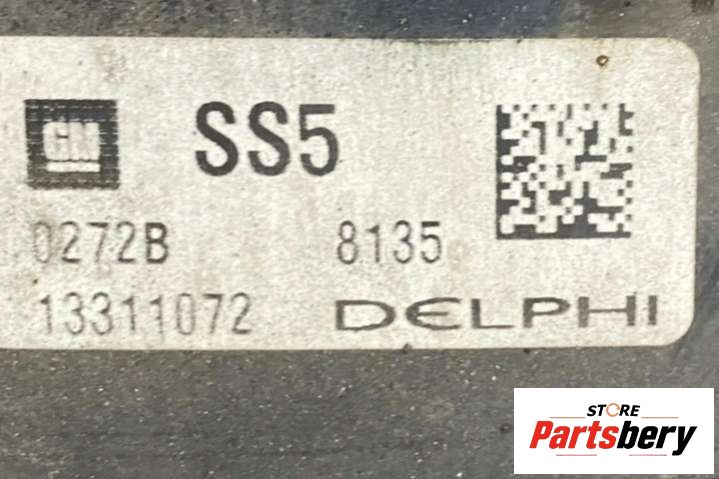 GM
SS5
0272B 8135
13311072 DELPHI
STORE
Partsbery